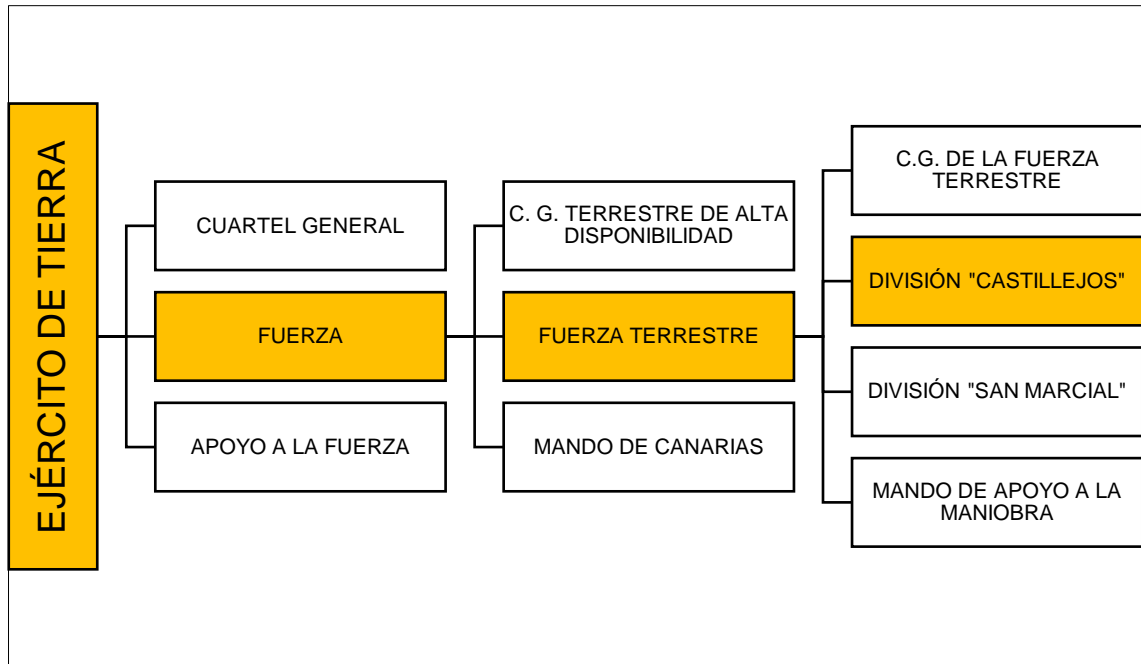 EJÉRCITO DE TIERRA
CUARTEL GENERAL
FUERZA
APOYO A LA FUERZA
C. G. TERRESTRE DE ALTA
DISPONIBILIDAD
FUERZA TERRESTRE
MANDO DE CANARIAS
C.G. DE LA FUERZA
TERRESTRE
DIVISIÓN "CASTILLEJOS"
DIVISIÓN "SAN MARCIAL"
MANDO DE APOYO A LA
MANIOBRA